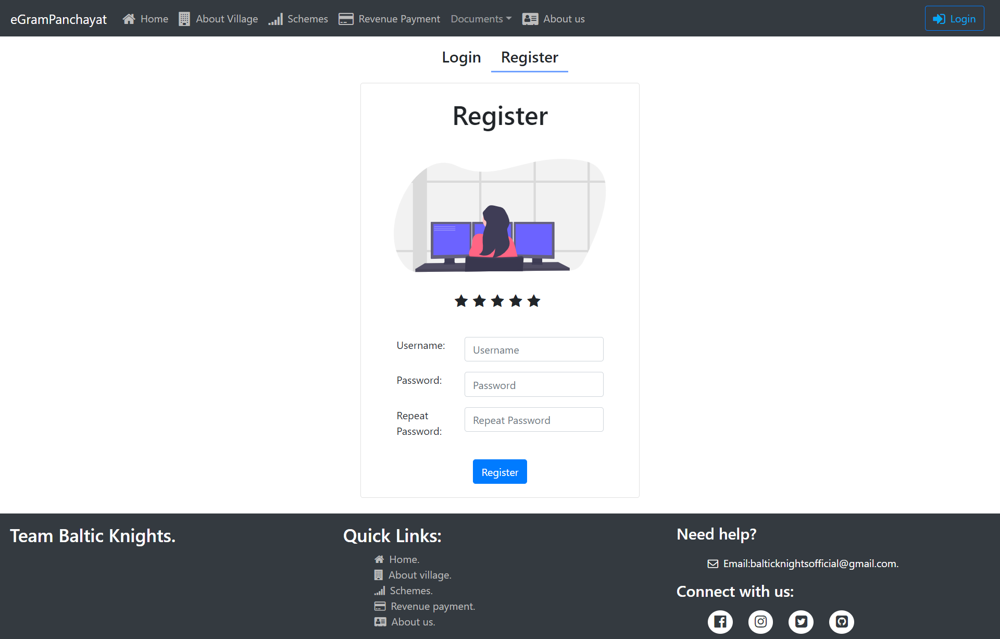 eGramPanchayat Home About Village Schemes Revenue Payment Documents About us Login
Login Register
Register
Username: Username
Password: Password
Repeat Password: Repeat Password
Register
Team Baltic Knights.
Quick Links:
Home.
About village.
Schemes.
Revenue payment.
About us.
Need help?
Email:balticknightsofficial@gmail.com.
Connect with us: